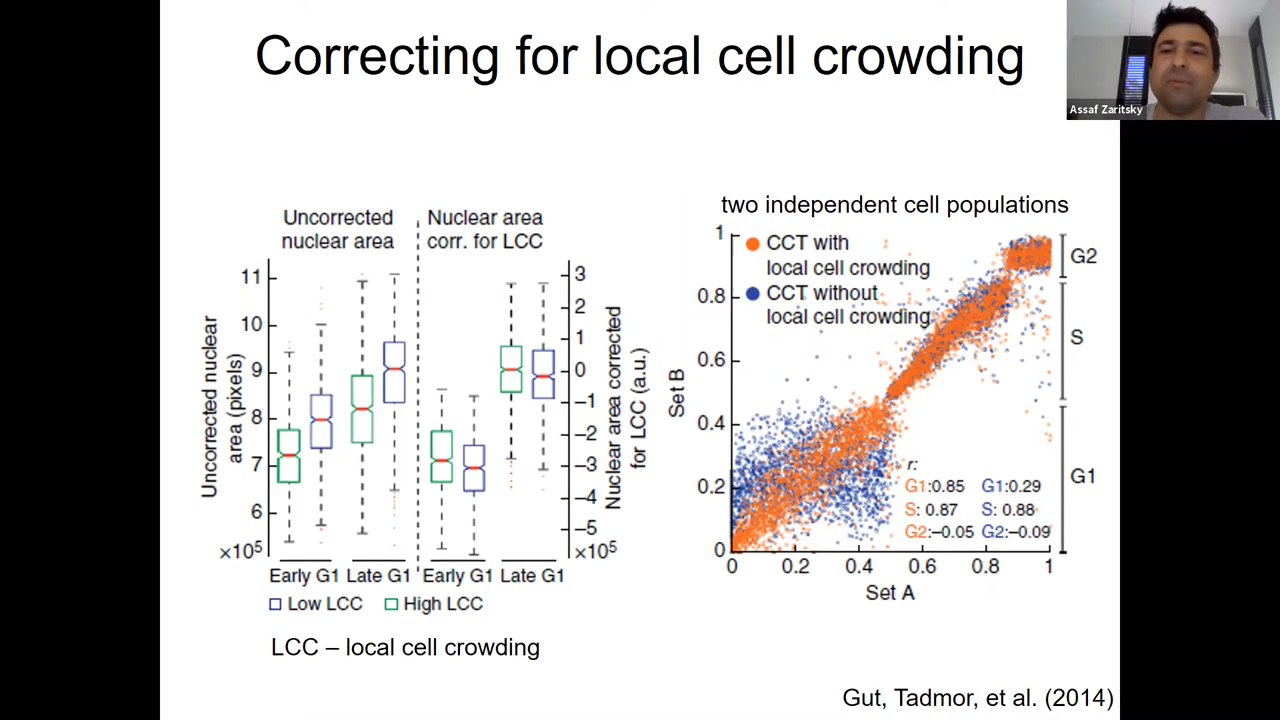 Correcting for local cell crowding
Assaf Zaritsky
Uncorrected
nuclear area
Nuclear area
corr. for LCC
Uncorrected nuclear
area (pixels)
11
10
9
8
7
6
×10⁵
3
2
1
0
−1
−2
−3
−4
−5
×10⁵
Nuclear area corrected
for LCC (a.u.)
Early G1 Late G1 Early G1 Late G1
Low LCC High LCC
LCC – local cell crowding
two independent cell populations
CCT with
local cell crowding
CCT without
local cell crowding
Set B
1
0.8
0.6
0.4
0.2
0
G2
S
G1
r:
G1:0.85 G1:0.29
S: 0.87 S: 0.88
G2:−0.05 G2:−0.09
0 0.2 0.4 0.6 0.8 1
Set A
Gut, Tadmor, et al. (2014)